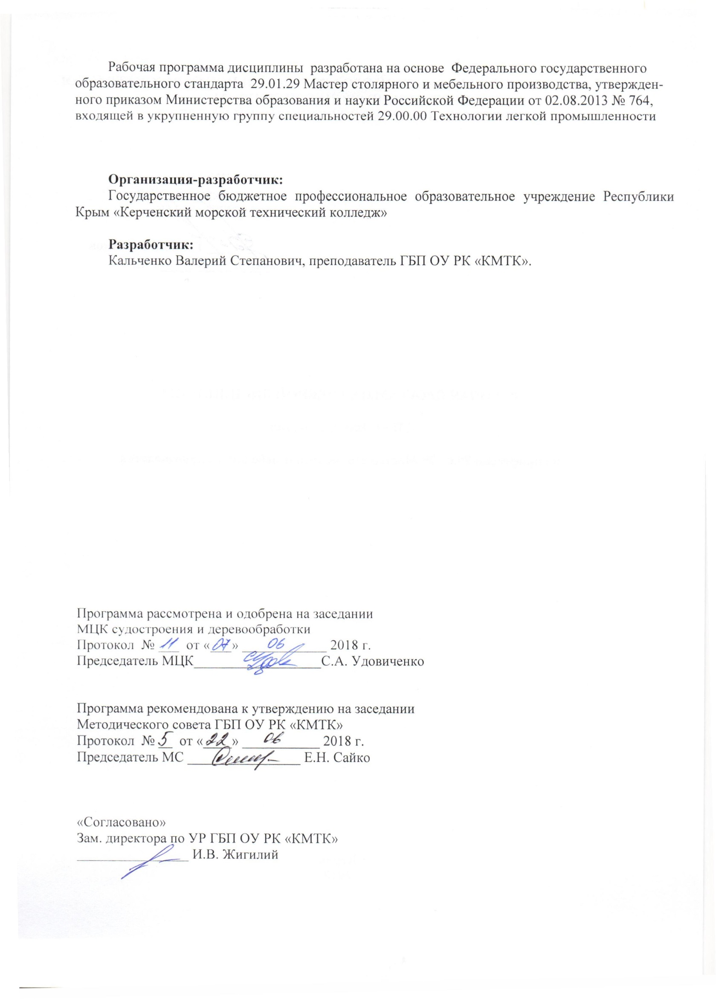 Рабочая программа дисциплины разработана на основе Федерального государственного
образовательного стандарта 29.01.29 Мастер столярного и мебельного производства, утвержден-
ного приказом Министерства образования и науки Российской Федерации от 02.08.2013 № 764,
входящей в укрупненную группу специальностей 29.00.00 Технологии легкой промышленности
Организация-разработчик:
Государственное бюджетное профессиональное образовательное учреждение Республики
Крым «Керченский морской технический колледж»
Разработчик:
Кальченко Валерий Степанович, преподаватель ГБП ОУ РК «КМТК».
Программа рассмотрена и одобрена на заседании
МЦК судостроения и деревообработки
Протокол № 11 от «07» 06 2018 г.
Председатель МЦК С.А. Удовиченко
Программа рекомендована к утверждению на заседании
Методического совета ГБП ОУ РК «КМТК»
Протокол № 5 от «22» 06 2018 г.
Председатель МС Е.Н. Сайко
«Согласовано»
Зам. директора по УР ГБП ОУ РК «КМТК»
И.В. Жигилий